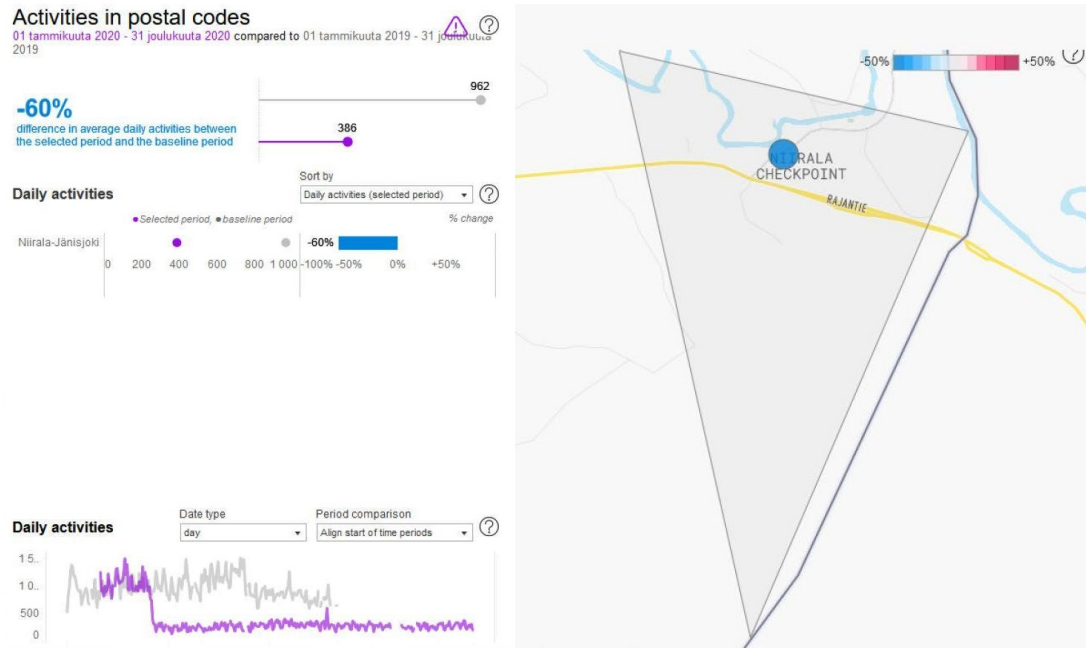 Activities in postal codes
01 tammikuuta 2020 - 31 joulukuuta 2020 compared to 01 tammikuuta 2019 - 31 joulukuuta
2019
962
-60%
difference in average daily activities between
the selected period and the baseline period
386
Sort by
Daily activities
Daily activities (selected period)
Selected period, baseline period
% change
Niirala-Jänisjoki
-60%
0 200 400 600 800 1 000 -100% -50% 0% +50%
Date type
Period comparison
Daily activities
day
Align start of time periods
1 5..
1 0..
500
0
-50%
+50%
NIIRALA
CHECKPOINT
RAJANTIE